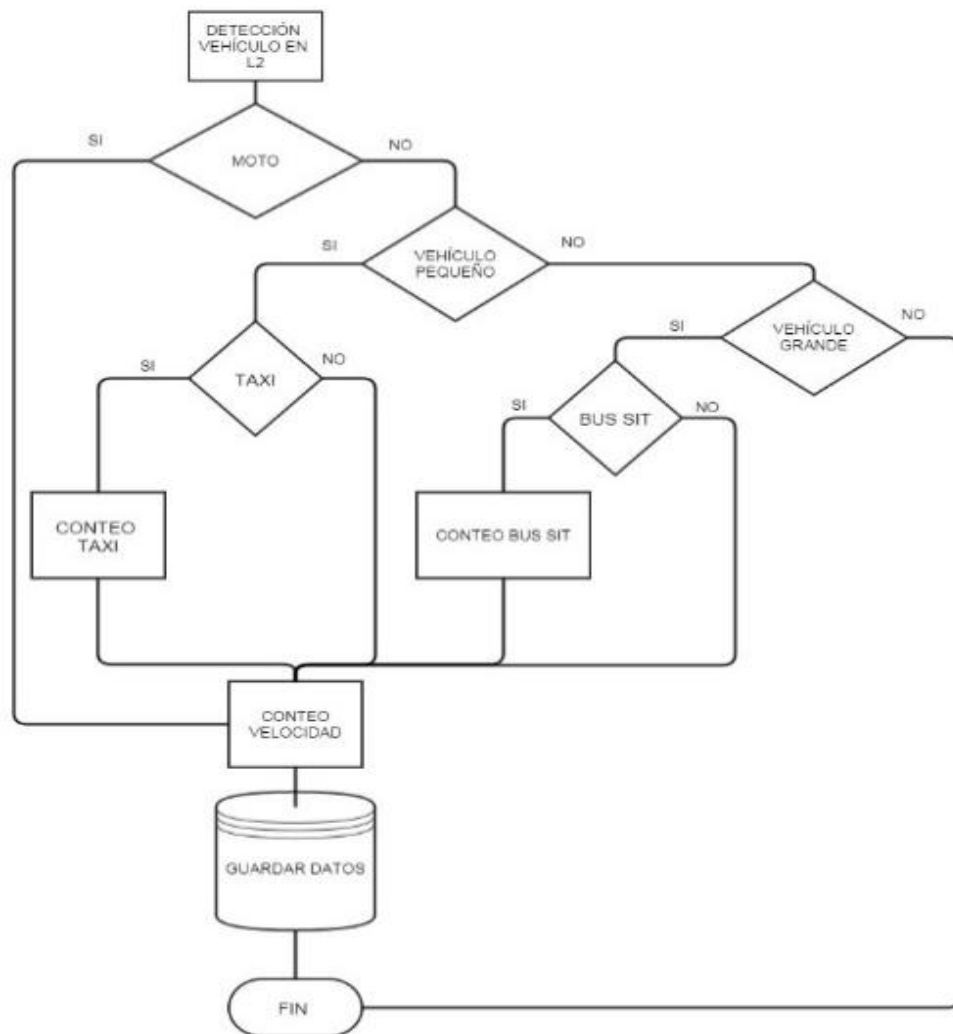 DETECCIÓN
VEHÍCULO EN
L2
SI
MOTO
NO
SI
VEHÍCULO
PEQUEÑO
NO
SI
VEHÍCULO
GRANDE
NO
SI
TAXI
NO
SI
BUS SIT
NO
CONTEO
TAXI
CONTEO BUS SIT
CONTEO
VELOCIDAD
GUARDAR DATOS
FIN